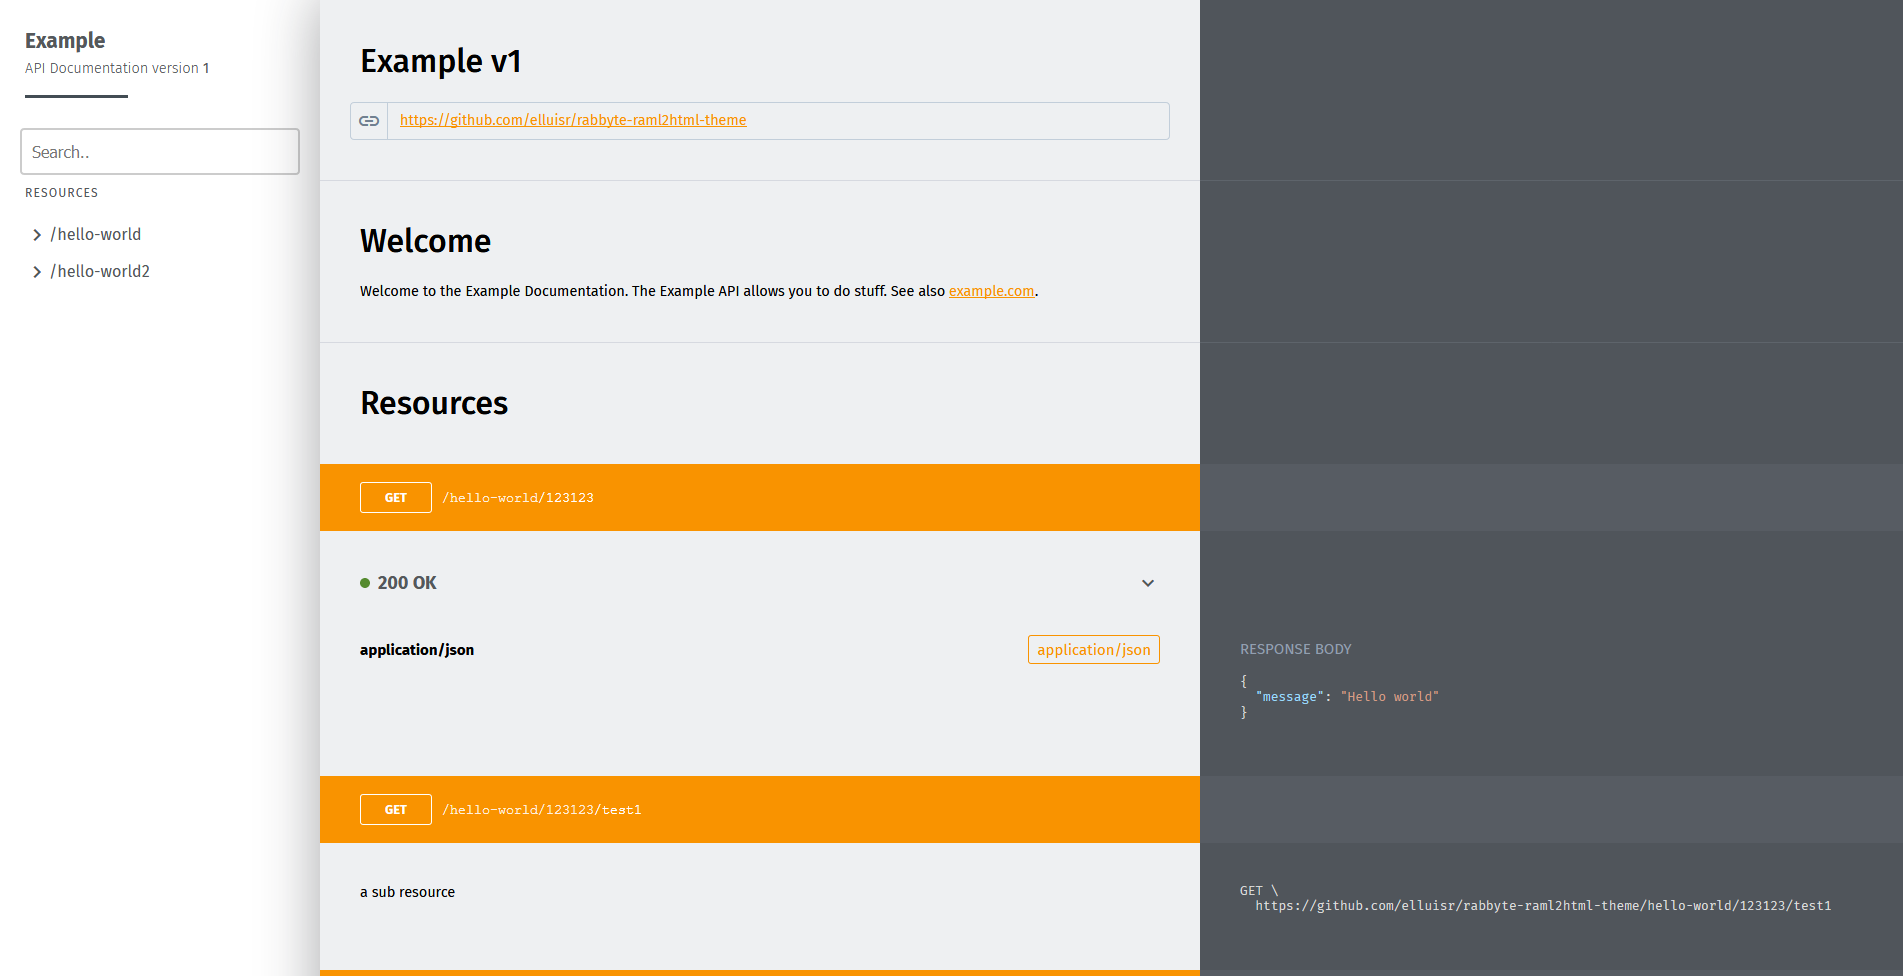 Example
API Documentation version 1
Search..
RESOURCES
/hello-world
/hello-world2
Example v1
https://github.com/elluisr/rabbyte-raml2html-theme
Welcome
Welcome to the Example Documentation. The Example API allows you to do stuff. See also example.com.
Resources
GET /hello-world/123123
200 OK
application/json application/json
RESPONSE BODY
{
  "message": "Hello world"
}
GET /hello-world/123123/test1
a sub resource
GET \
  https://github.com/elluisr/rabbyte-raml2html-theme/hello-world/123123/test1